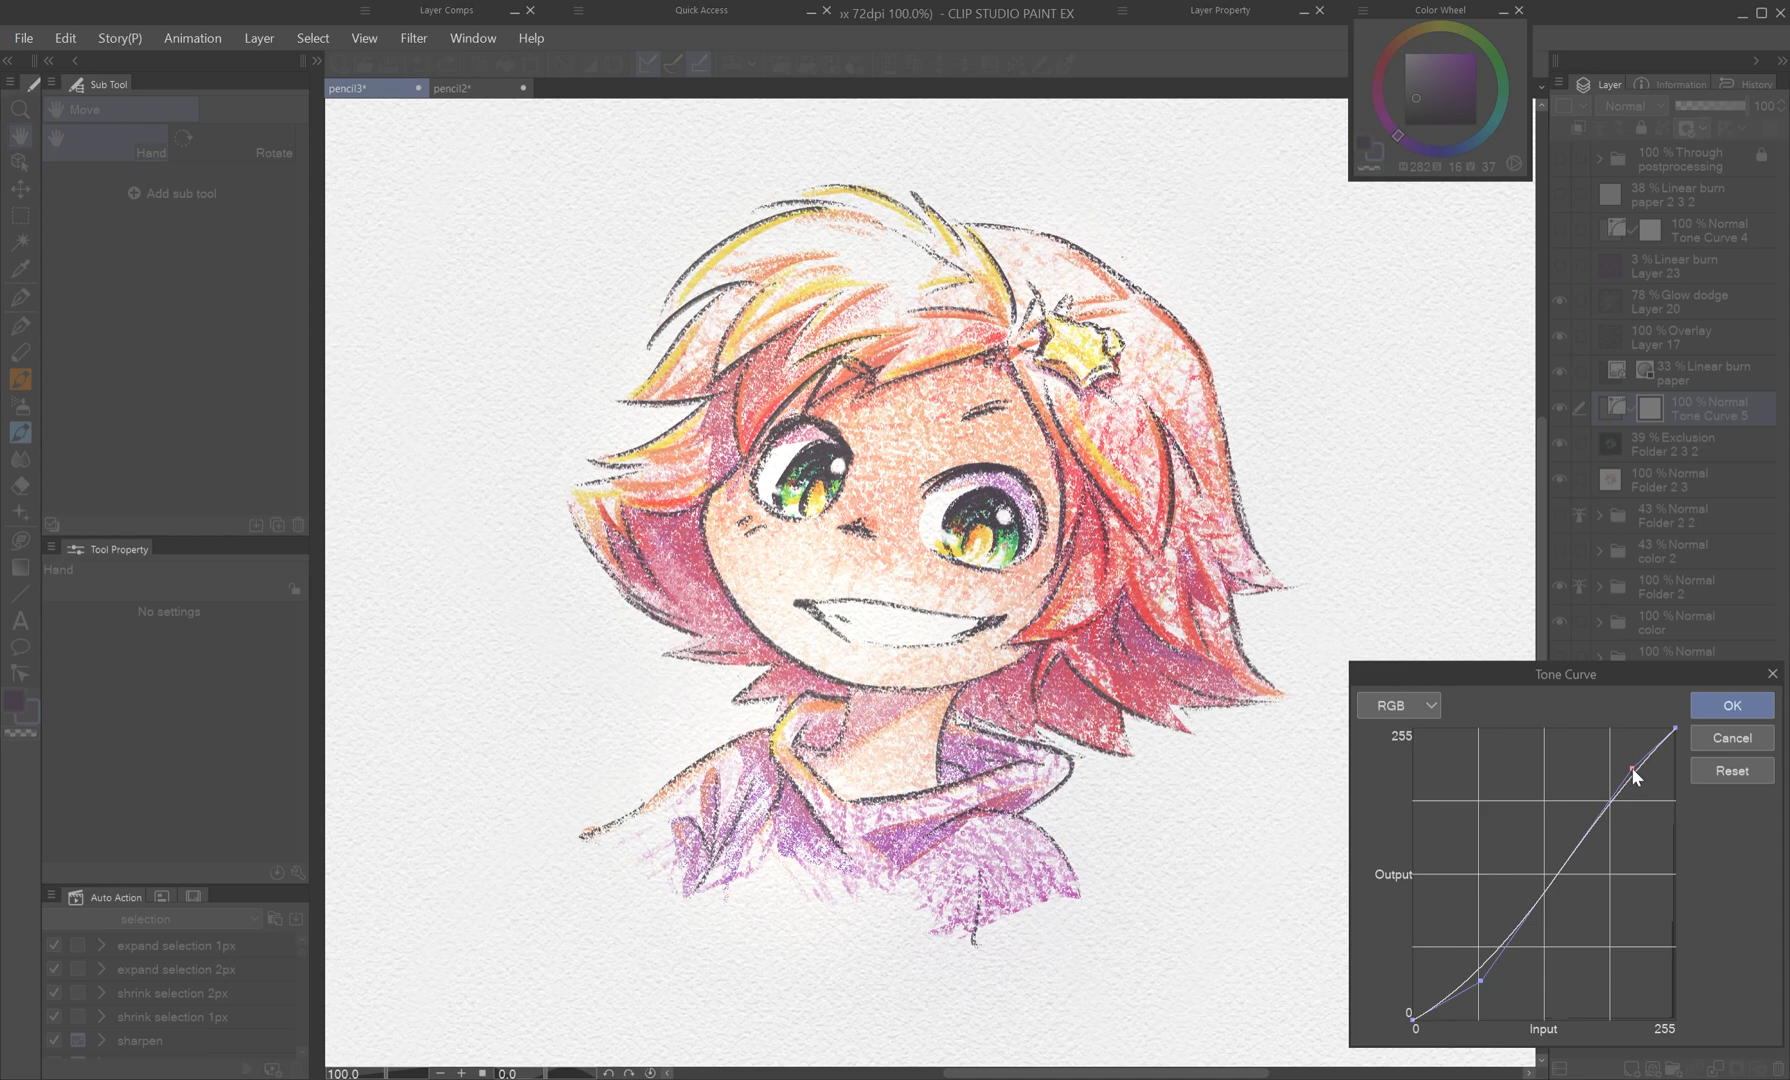 Layer Comps
Quick Access
px 72dpi 100.0%) - CLIP STUDIO PAINT EX
Layer Property
Color Wheel
File Edit Story(P) Animation Layer Select View Filter Window Help
Sub Tool
pencil3*
pencil2*
Move
Hand
Rotate
Add sub tool
Tool Property
Hand
No settings
Auto Action
selection
expand selection 1px
expand selection 2px
shrink selection 2px
shrink selection 1px
sharpen
100.0
0.0
282 16 37
Layer
Information
History
Normal
100
100 % Through
postprocessing
38 % Linear burn
paper 2 3 2
100 % Normal
Tone Curve 4
3 % Linear burn
Layer 23
78 % Glow dodge
Layer 20
100 % Overlay
Layer 17
33 % Linear burn
paper
100 % Normal
Tone Curve 5
39 % Exclusion
Folder 2 3 2
100 % Normal
Folder 2 3
43 % Normal
Folder 2 2
43 % Normal
color 2
100 % Normal
Folder 2
100 % Normal
color
100 % Normal
Tone Curve
RGB
OK
Cancel
Reset
255
Output
0
0
Input
255